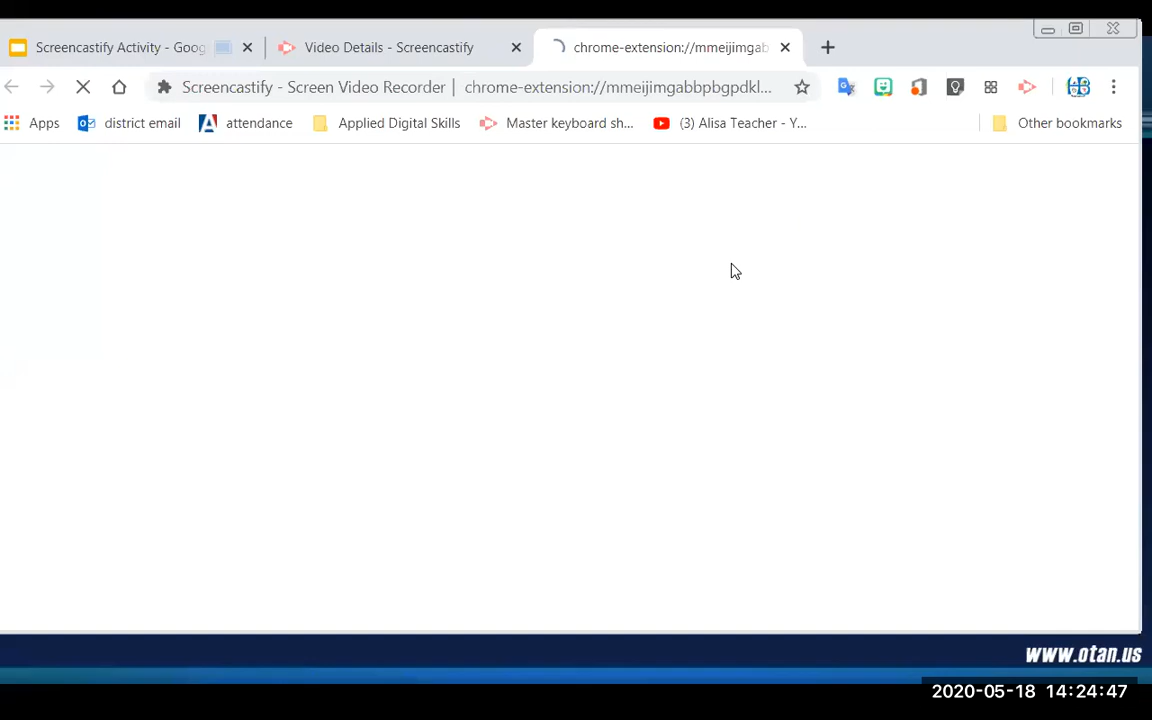 Screencastify Activity - Goog
Video Details - Screencastify
chrome-extension://mmeijimgab
Screencastify - Screen Video Recorder | chrome-extension://mmeijimgabbpbgpdkl...
Apps
district email
attendance
Applied Digital Skills
Master keyboard sh...
(3) Alisa Teacher - Y...
Other bookmarks
www.otan.us
2020-05-18 14:24:47